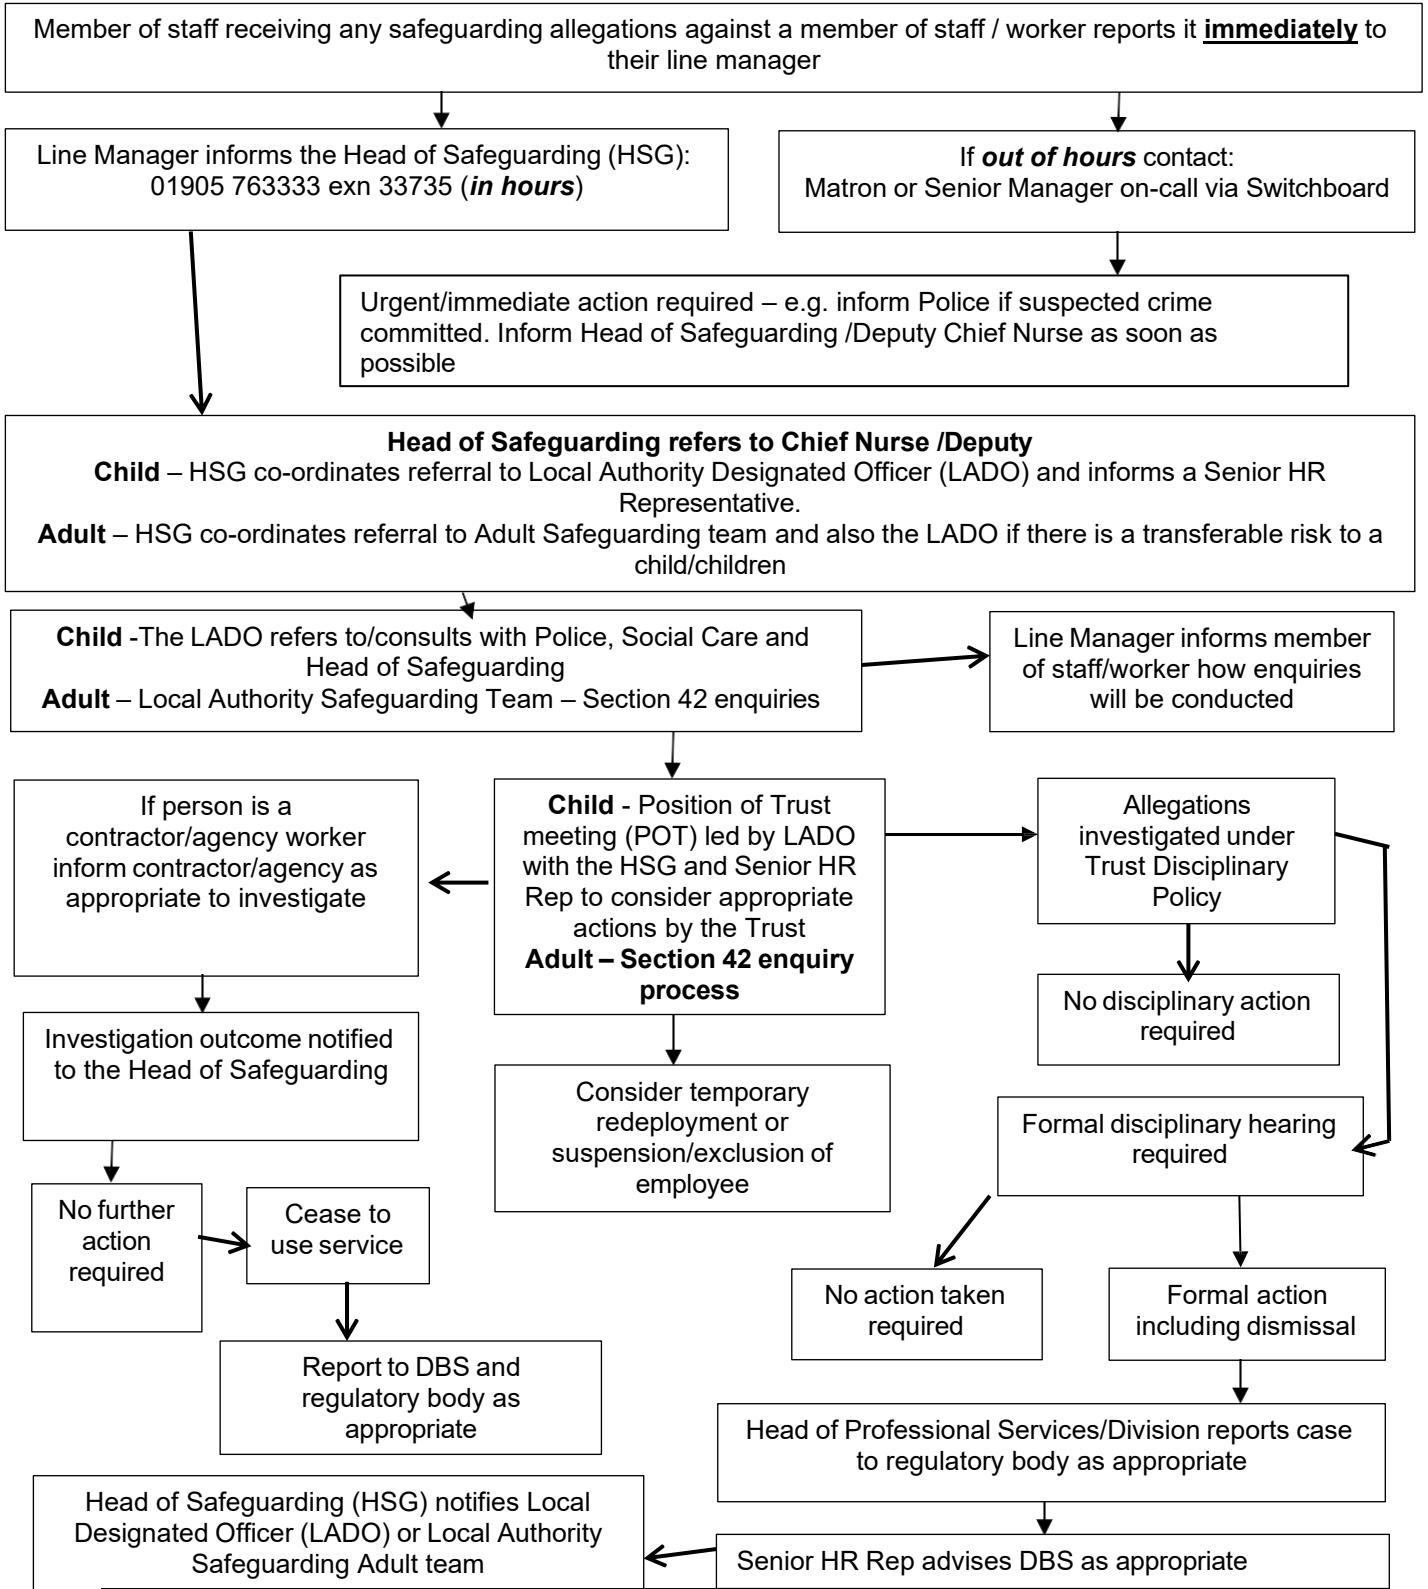 Member of staff receiving any safeguarding allegations against a member of staff / worker reports it immediately to
their line manager
Line Manager informs the Head of Safeguarding (HSG):
01905 763333 exn 33735 (in hours)
If out of hours contact:
Matron or Senior Manager on-call via Switchboard
Urgent/immediate action required – e.g. inform Police if suspected crime
committed. Inform Head of Safeguarding /Deputy Chief Nurse as soon as
possible
Head of Safeguarding refers to Chief Nurse /Deputy
Child – HSG co-ordinates referral to Local Authority Designated Officer (LADO) and informs a Senior HR
Representative.
Adult – HSG co-ordinates referral to Adult Safeguarding team and also the LADO if there is a transferable risk to a
child/children
Child -The LADO refers to/consults with Police, Social Care and
Head of Safeguarding
Adult – Local Authority Safeguarding Team – Section 42 enquiries
Line Manager informs member
of staff/worker how enquiries
will be conducted
If person is a
contractor/agency worker
inform contractor/agency as
appropriate to investigate
Child - Position of Trust
meeting (POT) led by LADO
with the HSG and Senior HR
Rep to consider appropriate
actions by the Trust
Adult – Section 42 enquiry
process
Allegations
investigated under
Trust Disciplinary
Policy
No disciplinary action
required
Investigation outcome notified
to the Head of Safeguarding
Consider temporary
redeployment or
suspension/exclusion of
employee
Formal disciplinary hearing
required
No further
action
required
Cease to
use service
No action taken
required
Formal action
including dismissal
Report to DBS and
regulatory body as
appropriate
Head of Professional Services/Division reports case
to regulatory body as appropriate
Head of Safeguarding (HSG) notifies Local
Designated Officer (LADO) or Local Authority
Safeguarding Adult team
Senior HR Rep advises DBS as appropriate